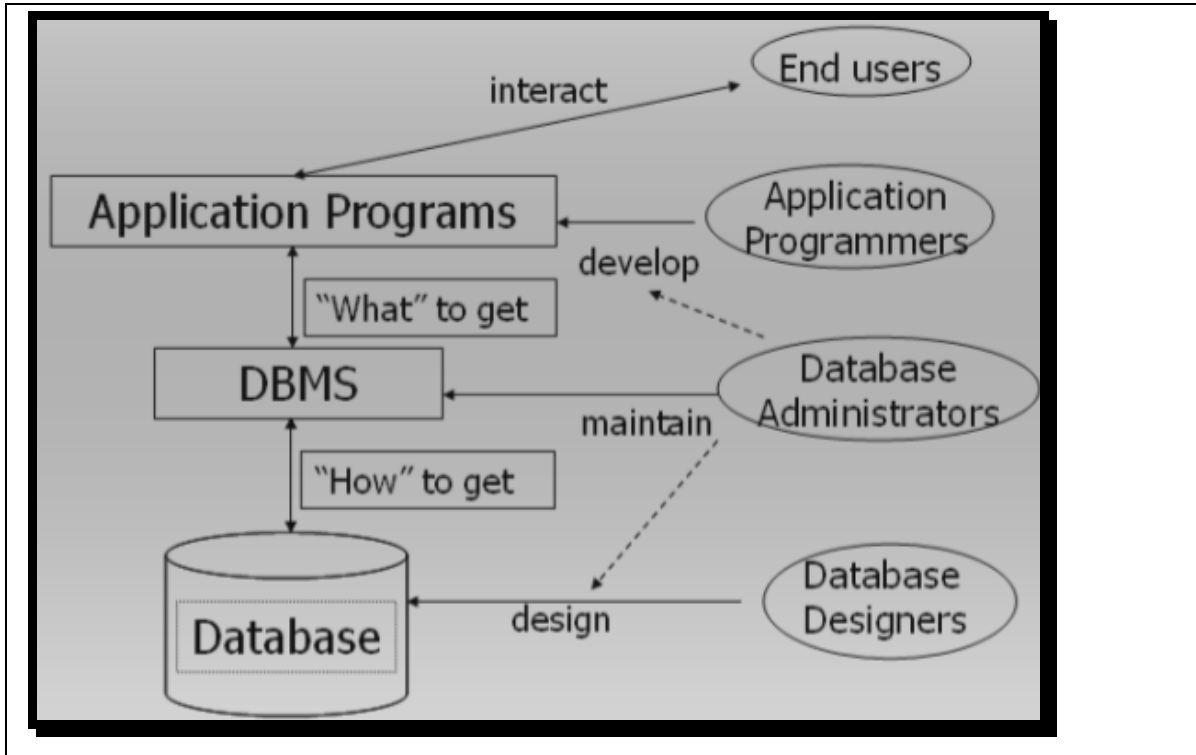 End users
interact
Application Programs
Application
Programmers
develop
“What” to get
DBMS
Database
Administrators
maintain
“How” to get
Database
Designers
design
Database